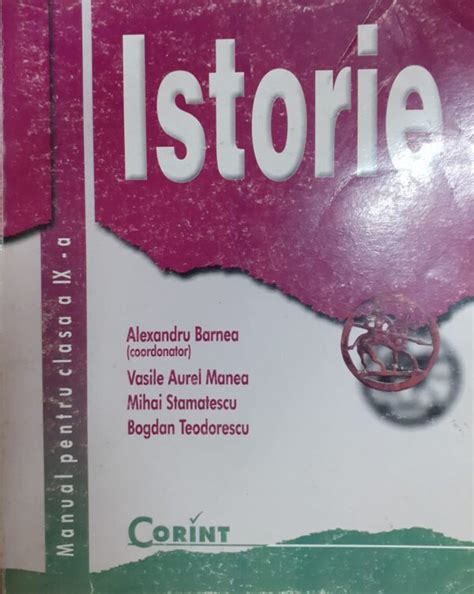 Istorie
Manual pentru clasa a IX - a
Alexandru Barnea
(coordonator)
Vasile Aurel Manea
Mihai Stamatescu
Bogdan Teodorescu
CORINT